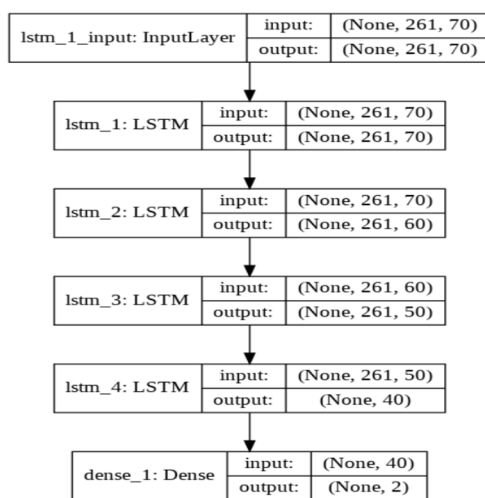 lstm_1_input: InputLayer input: (None, 261, 70)
output: (None, 261, 70)
lstm_1: LSTM input: (None, 261, 70)
output: (None, 261, 70)
lstm_2: LSTM input: (None, 261, 70)
output: (None, 261, 60)
lstm_3: LSTM input: (None, 261, 60)
output: (None, 261, 50)
lstm_4: LSTM input: (None, 261, 50)
output: (None, 40)
dense_1: Dense input: (None, 40)
output: (None, 2)